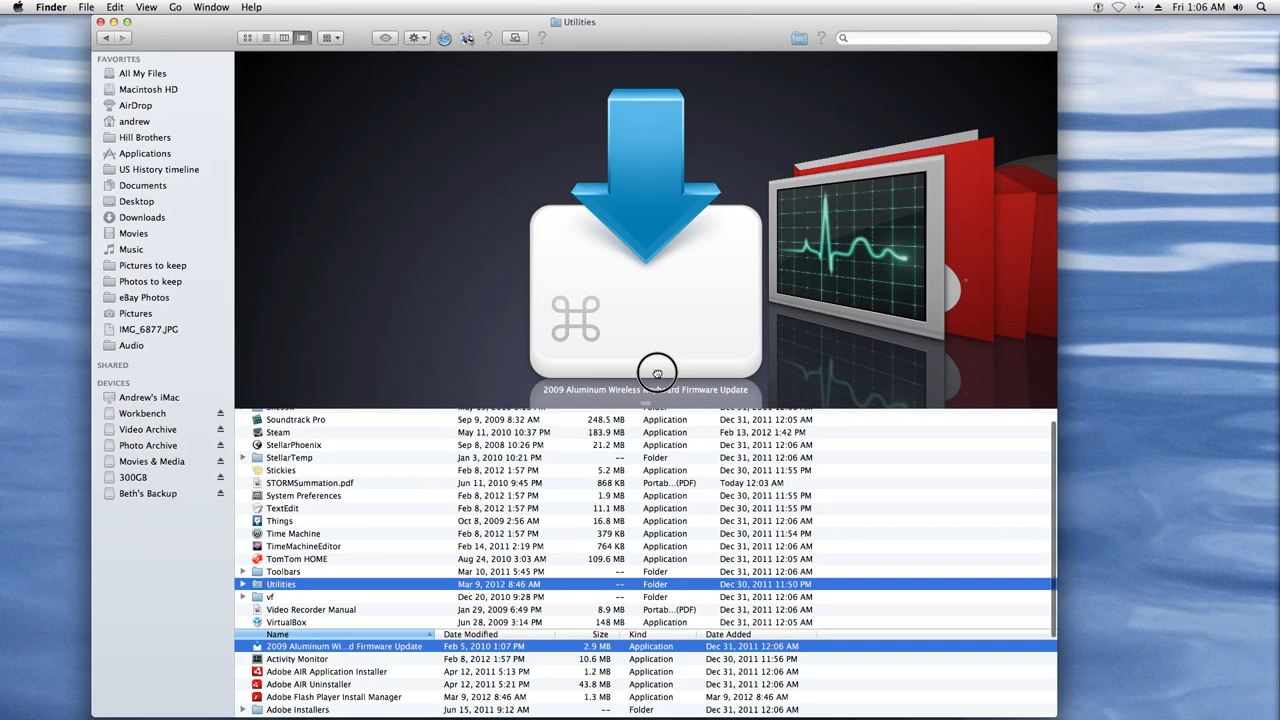 Finder File Edit View Go Window Help Fri 1:06 AM
Utilities
FAVORITES
All My Files
Macintosh HD
AirDrop
andrew
Hill Brothers
Applications
US History timeline
Documents
Desktop
Downloads
Movies
Music
Pictures to keep
Photos to keep
eBay Photos
Pictures
IMG_6877.JPG
Audio
SHARED
DEVICES
Andrew's iMac
Workbench
Video Archive
Photo Archive
Movies & Media
300GB
Beth's Backup
2009 Aluminum Wireless Keyboard Firmware Update
Soundtrack Pro Sep 9, 2009 8:32 AM 248.5 MB Application Dec 31, 2011 12:05 AM
Steam May 11, 2010 10:37 PM 183.9 MB Application Feb 13, 2012 1:42 PM
StellarPhoenix Sep 8, 2008 10:26 PM 21.2 MB Application Dec 31, 2011 12:05 AM
StellarTemp Jan 3, 2010 10:21 PM -- Folder Dec 31, 2011 12:06 AM
Stickies Feb 8, 2012 1:57 PM 5.2 MB Application Dec 30, 2011 11:55 PM
STORMSummation.pdf Jun 11, 2010 9:45 PM 868 KB Portab...(PDF) Today 12:03 AM
System Preferences Feb 8, 2012 1:57 PM 1.9 MB Application Dec 30, 2011 11:55 PM
TextEdit Feb 8, 2012 1:57 PM 11.1 MB Application Dec 30, 2011 11:55 PM
Things Oct 8, 2009 2:56 AM 16.8 MB Application Dec 31, 2011 12:06 AM
Time Machine Feb 8, 2012 1:57 PM 379 KB Application Dec 30, 2011 11:54 PM
TimeMachineEditor Feb 14, 2011 2:19 PM 764 KB Application Dec 31, 2011 12:06 AM
TomTom HOME Aug 24, 2010 3:03 AM 109.6 MB Application Dec 31, 2011 12:05 AM
Toolbars Mar 10, 2011 5:45 PM -- Folder Dec 31, 2011 12:06 AM
Utilities Mar 9, 2012 8:46 AM -- Folder Dec 30, 2011 11:50 PM
vf Dec 20, 2010 9:28 PM -- Folder Dec 31, 2011 12:06 AM
Video Recorder Manual Jan 29, 2009 6:49 PM 8.9 MB Portab...(PDF) Dec 31, 2011 12:06 AM
VirtualBox Jun 28, 2009 3:14 PM 148 MB Application Dec 31, 2011 12:06 AM
Name Date Modified Size Kind Date Added
2009 Aluminum Wi...d Firmware Update Feb 5, 2010 1:07 PM 2.9 MB Application Dec 31, 2011 12:06 AM
Activity Monitor Feb 8, 2012 1:57 PM 10.6 MB Application Dec 30, 2011 11:56 PM
Adobe AIR Application Installer Apr 12, 2011 5:13 PM 1.2 MB Application Dec 31, 2011 12:06 AM
Adobe AIR Uninstaller Apr 12, 2011 5:21 PM 43.8 MB Application Dec 31, 2011 12:06 AM
Adobe Flash Player Install Manager Mar 9, 2012 8:46 AM 1.3 MB Application Mar 9, 2012 8:46 AM
Adobe Installers Jun 15, 2011 9:12 AM -- Folder Dec 31, 2011 12:06 AM